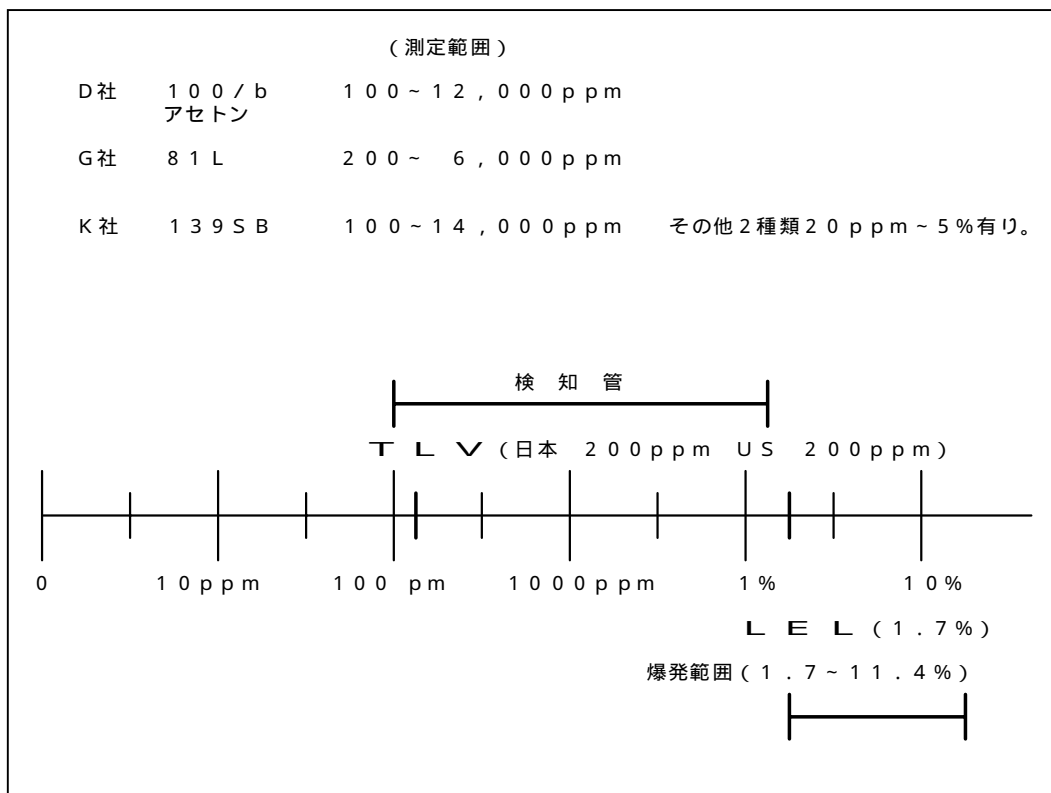 （測定範囲）
D社 100/b 100~12,000ppm
アセトン
G社 81L 200~ 6,000ppm
K社 139SB 100~14,000ppm その他2種類20ppm~5%有り。
検 知 管
TLV（日本 200ppm US 200ppm）
0 10ppm 100 pm 1000ppm 1% 10%
LEL（1.7%）
爆発範囲（1.7~11.4%）